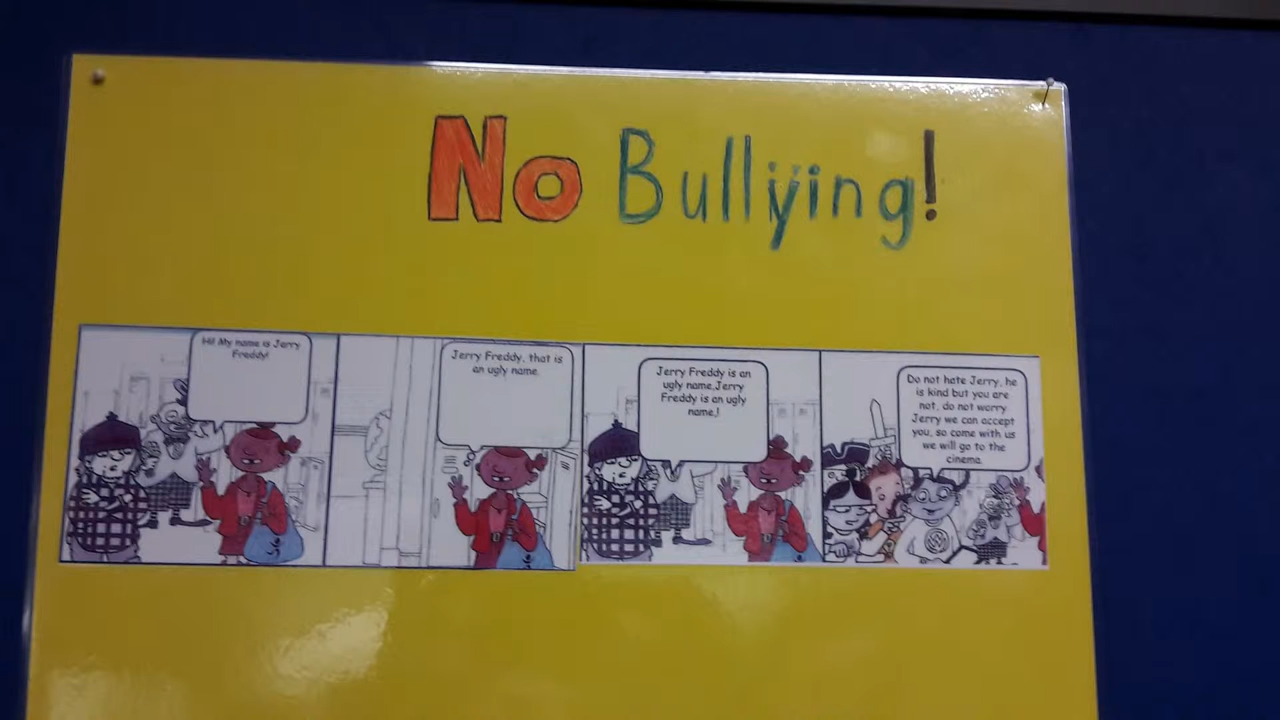 No Bullying!
Hi! My name is Jerry
Freddy!
Jerry Freddy, that is
an ugly name
Jerry Freddy is an
ugly name,Jerry
Freddy is an ugly
name,!
Do not hate Jerry, he
is kind but you are
not, do not worry
Jerry we can accept
you, so come with us
we will go to the
cinema.